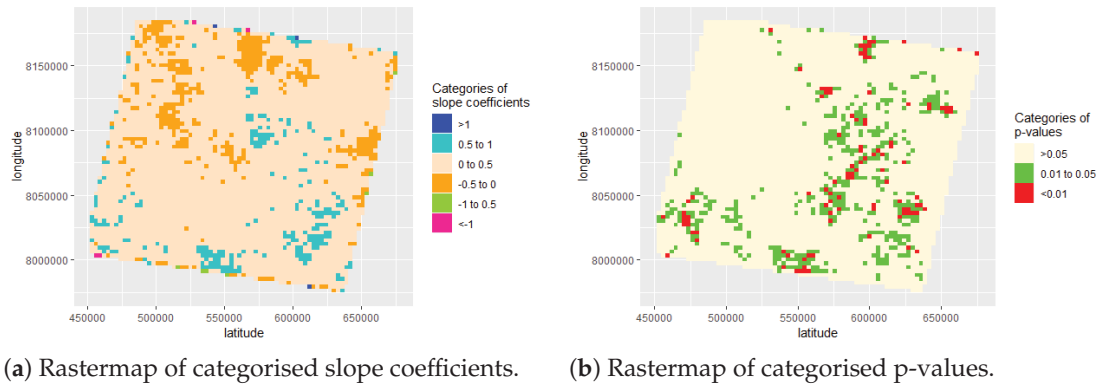 8150000
8100000
8050000
8000000
longitude
450000 500000 550000 600000 650000
latitude
Categories of
slope coefficients
>1
0.5 to 1
0 to 0.5
-0.5 to 0
-1 to 0.5
<-1
(a) Rastermap of categorised slope coefficients.
8150000
8100000
8050000
8000000
longitude
450000 500000 550000 600000 650000
latitude
Categories of
p-values
>0.05
0.01 to 0.05
<0.01
(b) Rastermap of categorised p-values.